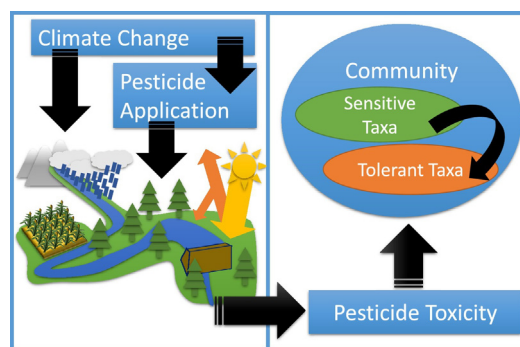 Climate Change
Pesticide
Application
Community
Sensitive
Taxa
Tolerant Taxa
Pesticide Toxicity